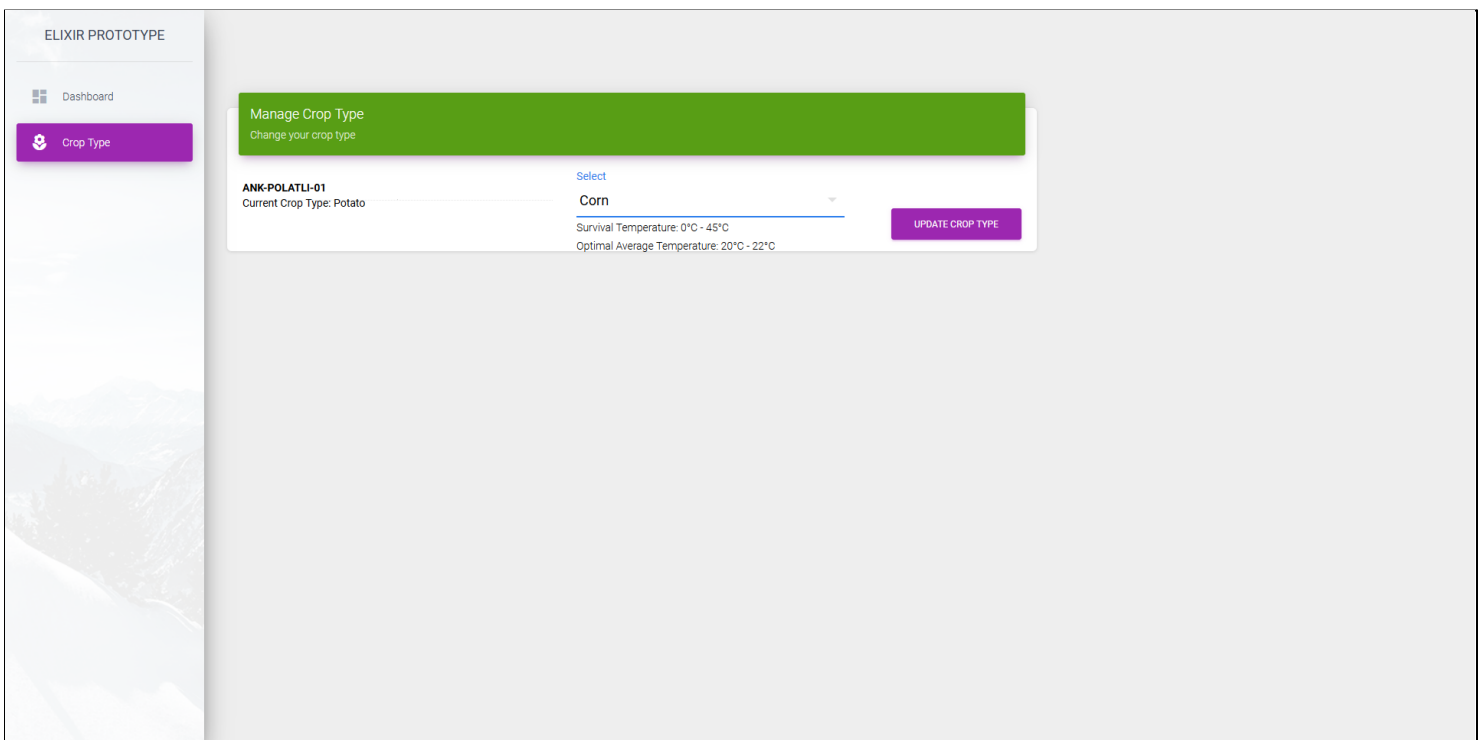 ELIXIR PROTOTYPE
Dashboard
Crop Type
Manage Crop Type
Change your crop type
ANK-POLATLI-01
Current Crop Type: Potato
Select
Corn
Survival Temperature: 0°C - 45°C
Optimal Average Temperature: 20°C - 22°C
UPDATE CROP TYPE